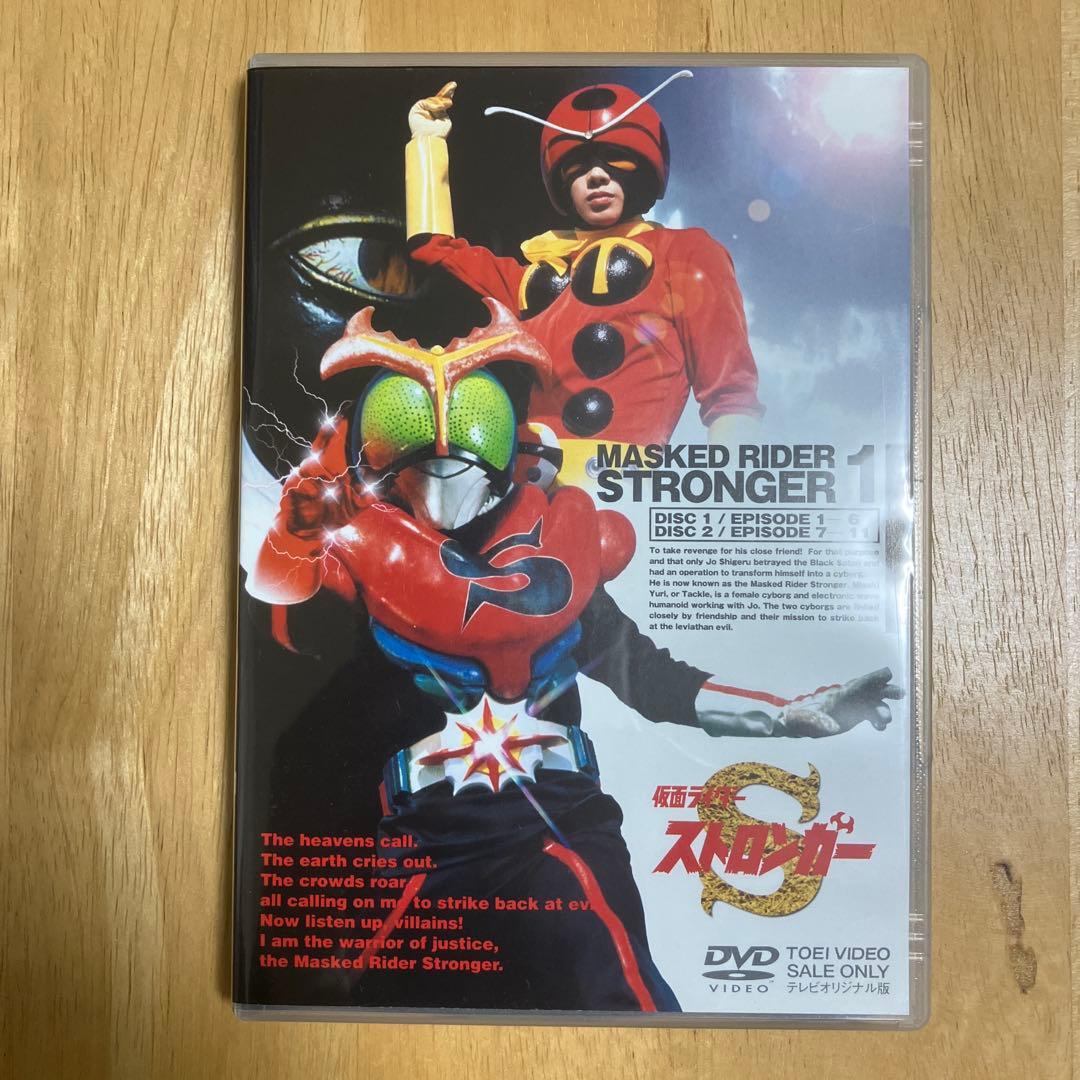 MASKED RIDER
STRONGER 1
DISC 1 / EPISODE 1—6
DISC 2 / EPISODE 7—11
To take revenge for his close friend! For that purpose
and that only Jo Shigeru betrayed the Black Satan and
had an operation to transform himself into a cyborg.
He is now known as the Masked Rider Stronger. Misaki
Yuri, or Tackle, is a female cyborg and electronic wave
humanoid working with Jo. The two cyborgs are linked
closely by friendship and their mission to strike back
at the leviathan evil.
S
仮面ライダー
ストロンガー
S
The heavens call.
The earth cries out.
The crowds roar,
all calling on me to strike back at evil.
Now listen up, villains!
I am the warrior of justice,
the Masked Rider Stronger.
DVD
VIDEO™
TOEI VIDEO
SALE ONLY
テレビオリジナル版